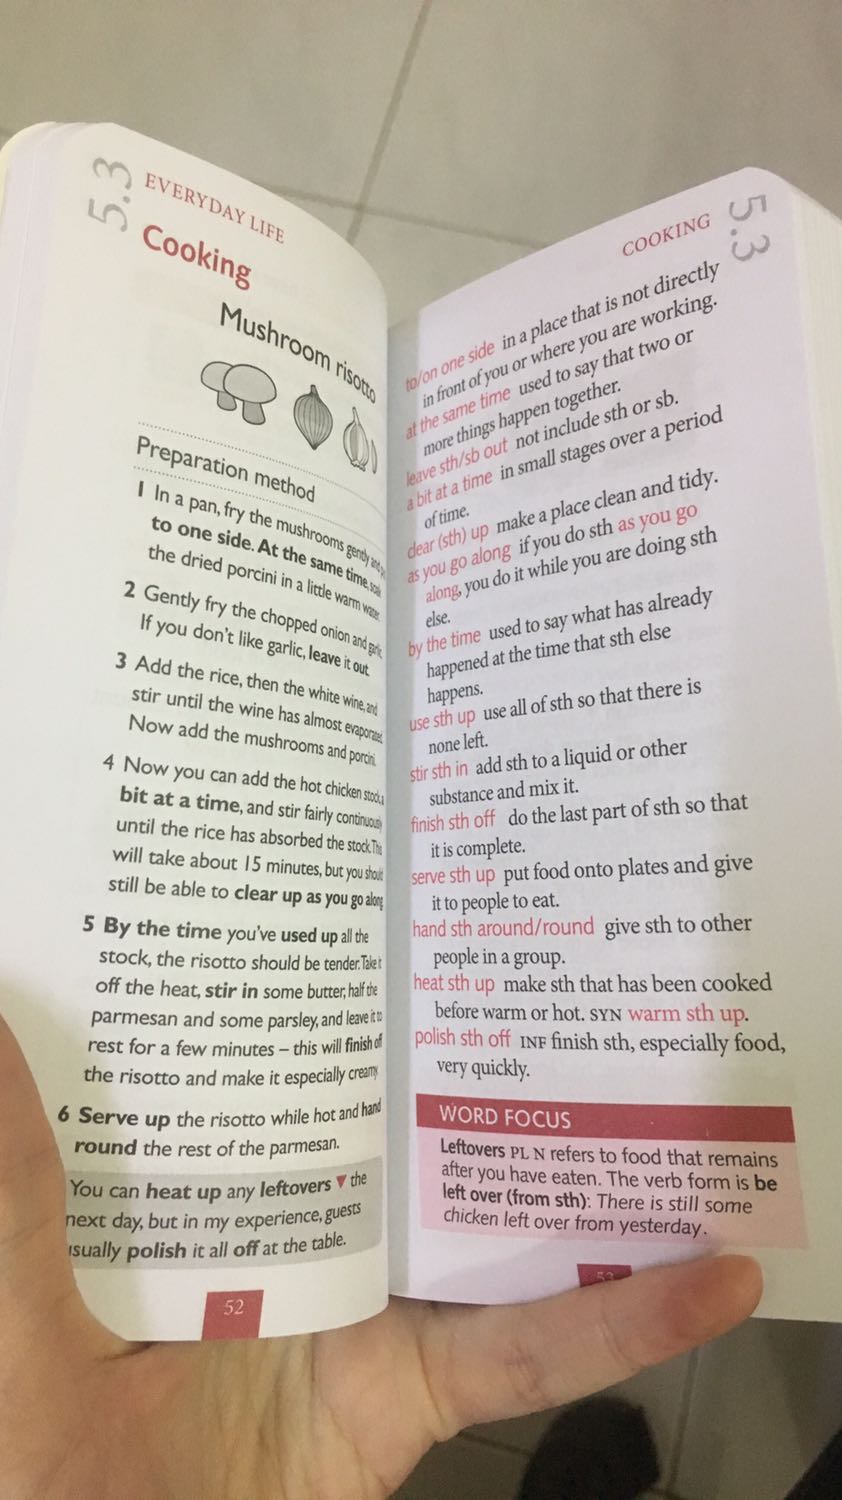 5.3
EVERYDAY LIFE
Cooking
Mushroom risotto
Preparation method
1 In a pan, fry the mushrooms gently and
to one side. At the same time, soak
the dried porcini in a little warm water.
2 Gently fry the chopped onion and garlic.
If you don't like garlic, leave it out.
3 Add the rice, then the white wine, and
stir until the wine has almost evaporated.
Now add the mushrooms and porcini.
4 Now you can add the hot chicken stock, a
bit at a time, and stir fairly continuously
until the rice has absorbed the stock. This
will take about 15 minutes, but you should
still be able to clear up as you go along.
5 By the time you've used up all the
stock, the risotto should be tender. Take it
off the heat, stir in some butter, half the
parmesan and some parsley, and leave it to
rest for a few minutes – this will finish off
the risotto and make it especially creamy.
6 Serve up the risotto while hot and hand
round the rest of the parmesan.
You can heat up any leftovers ▼ the
next day, but in my experience, guests
usually polish it all off at the table.
52
COOKING
5.3
to/on one side in a place that is not directly
in front of you or where you are working.
at the same time used to say that two or
more things happen together.
leave sth/sb out not include sth or sb.
a bit at a time in small stages over a period
of time.
clear (sth) up make a place clean and tidy.
as you go along if you do sth as you go
along, you do it while you are doing sth
else.
by the time used to say what has already
happened at the time that sth else
happens.
use sth up use all of sth so that there is
none left.
stir sth in add sth to a liquid or other
substance and mix it.
finish sth off do the last part of sth so that
it is complete.
serve sth up put food onto plates and give
it to people to eat.
hand sth around/round give sth to other
people in a group.
heat sth up make sth that has been cooked
before warm or hot. SYN warm sth up.
polish sth off INF finish sth, especially food,
very quickly.
WORD FOCUS
Leftovers PL N refers to food that remains
after you have eaten. The verb form is be
left over (from sth): There is still some
chicken left over from yesterday.
53